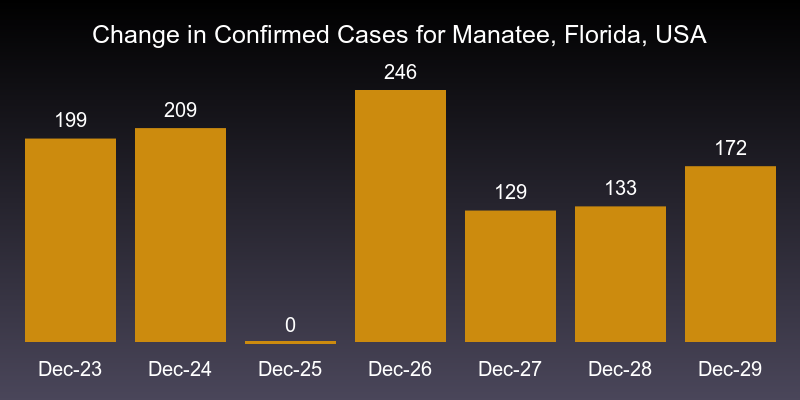 Change in Confirmed Cases for Manatee, Florida, USA
199 209 0 246 129 133 172
Dec-23 Dec-24 Dec-25 Dec-26 Dec-27 Dec-28 Dec-29